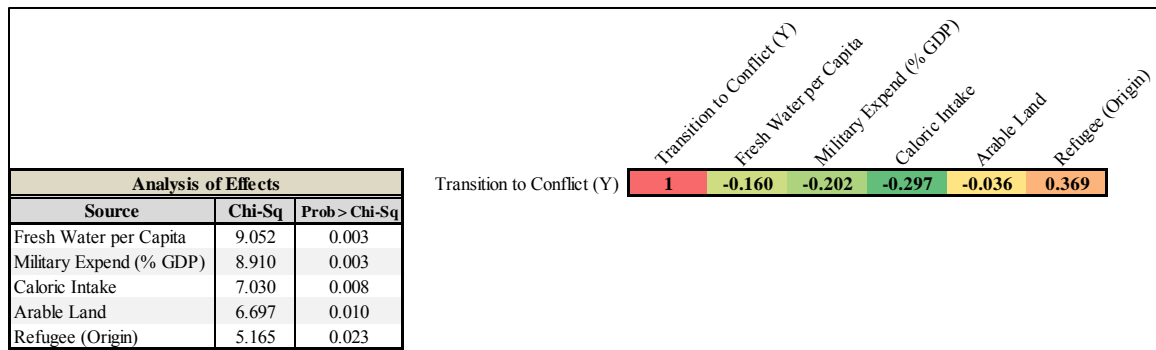 Transition to Conflict (Y)
Fresh Water per Capita
Military Expend (% GDP)
Caloric Intake
Arable Land
Refugee (Origin)
Transition to Conflict (Y) 1 -0.160 -0.202 -0.297 -0.036 0.369
Analysis of Effects
Source Chi-Sq Prob > Chi-Sq
Fresh Water per Capita 9.052 0.003
Military Expend (% GDP) 8.910 0.003
Caloric Intake 7.030 0.008
Arable Land 6.697 0.010
Refugee (Origin) 5.165 0.023